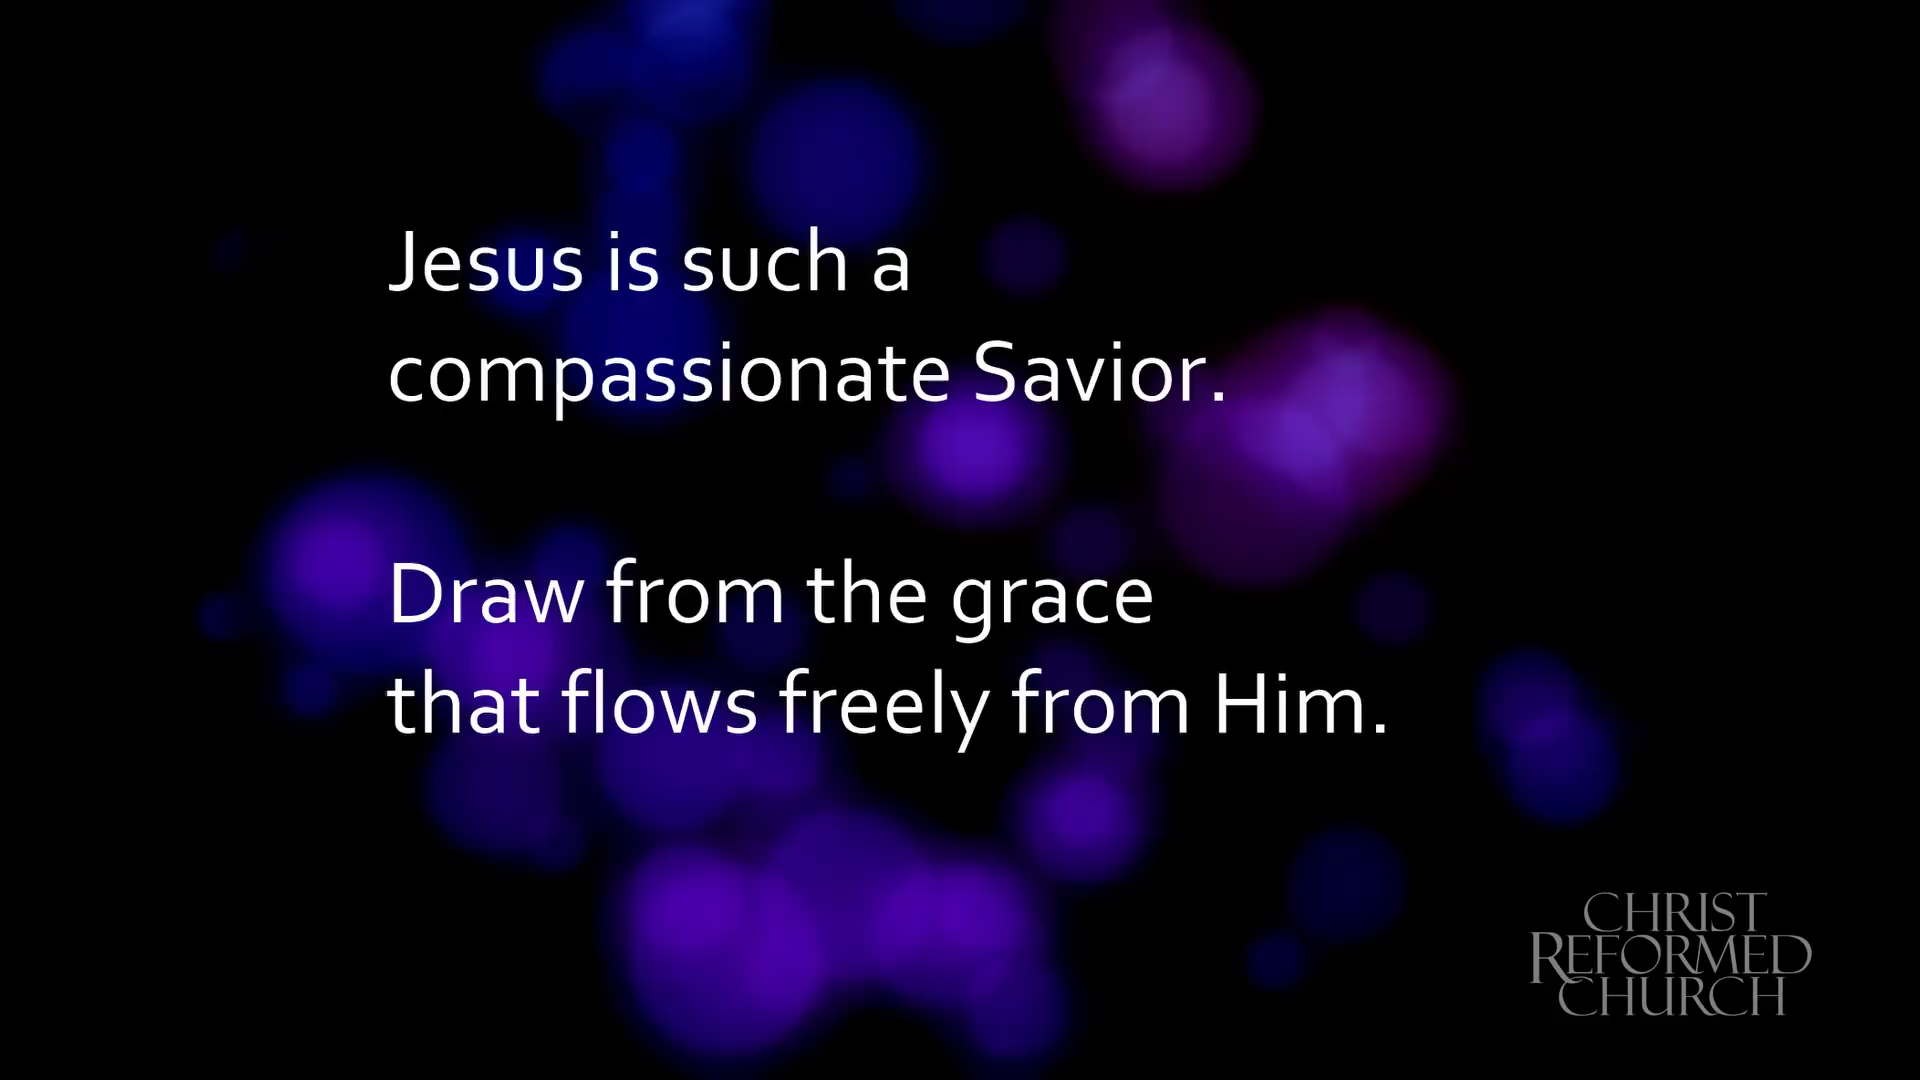 Jesus is such a
compassionate Savior.
Draw from the grace
that flows freely from Him.
CHRIST
REFORMED
CHURCH